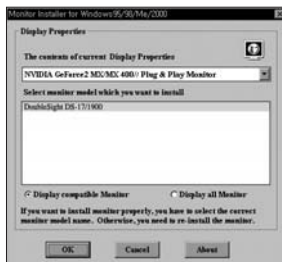 Monitor Installer for Windows95/98/Me/2000
Display Properties
The contents of current Display Properties
NVIDIA GeForce2 MX/MX 400// Plug & Play Monitor
Select monitor model which you want to install
DoubleSight DS-17/1900
Display compatible Monitor
Display all Monitor
If you want to install monitor properly, you have to select the correct
monitor model name. Otherwise, you need to re-install the monitor.
OK
Cancel
About